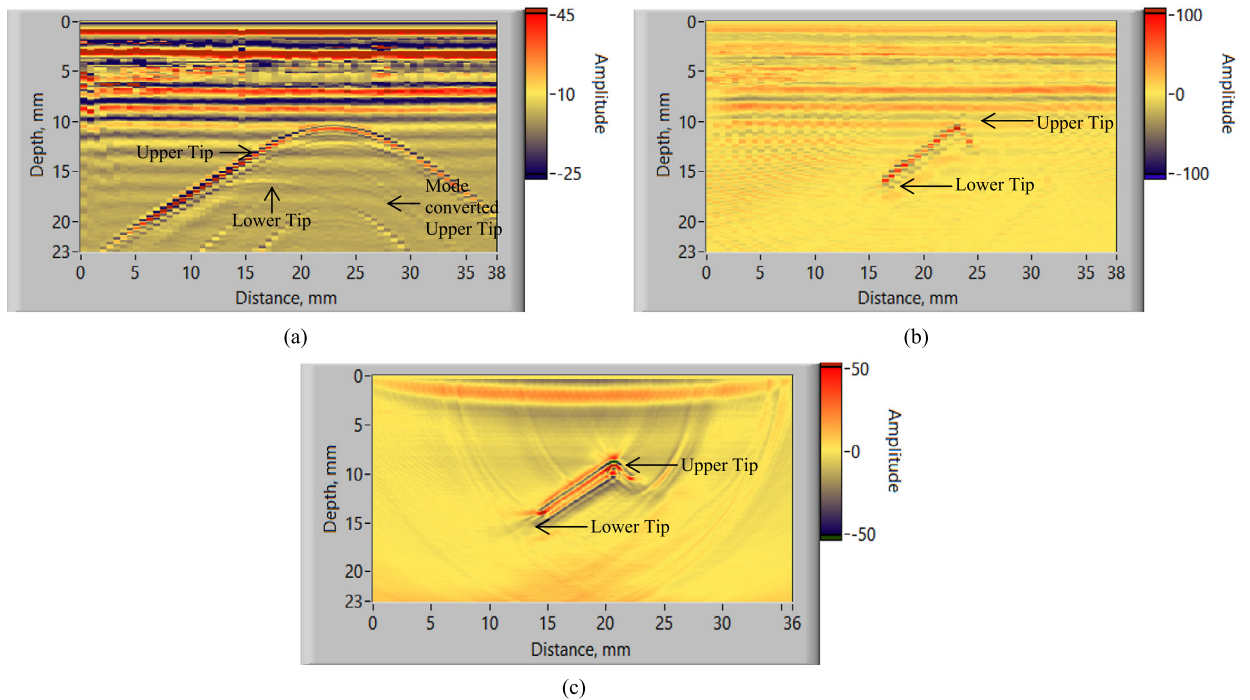 0
5
10
15
20
23
Depth, mm
0 5 10 15 20 25 30 35 38
Distance, mm
-45
-10
-25
Amplitude
Upper Tip
Lower Tip
Mode
converted
Upper Tip
(a)
0
5
10
15
20
23
Depth, mm
0 5 10 15 20 25 30 35 38
Distance, mm
-100
-0
-100
Amplitude
Upper Tip
Lower Tip
(b)
0
5
10
15
20
23
Depth, mm
0 5 10 15 20 25 30 36
Distance, mm
-50
-0
-50
Amplitude
Upper Tip
Lower Tip
(c)